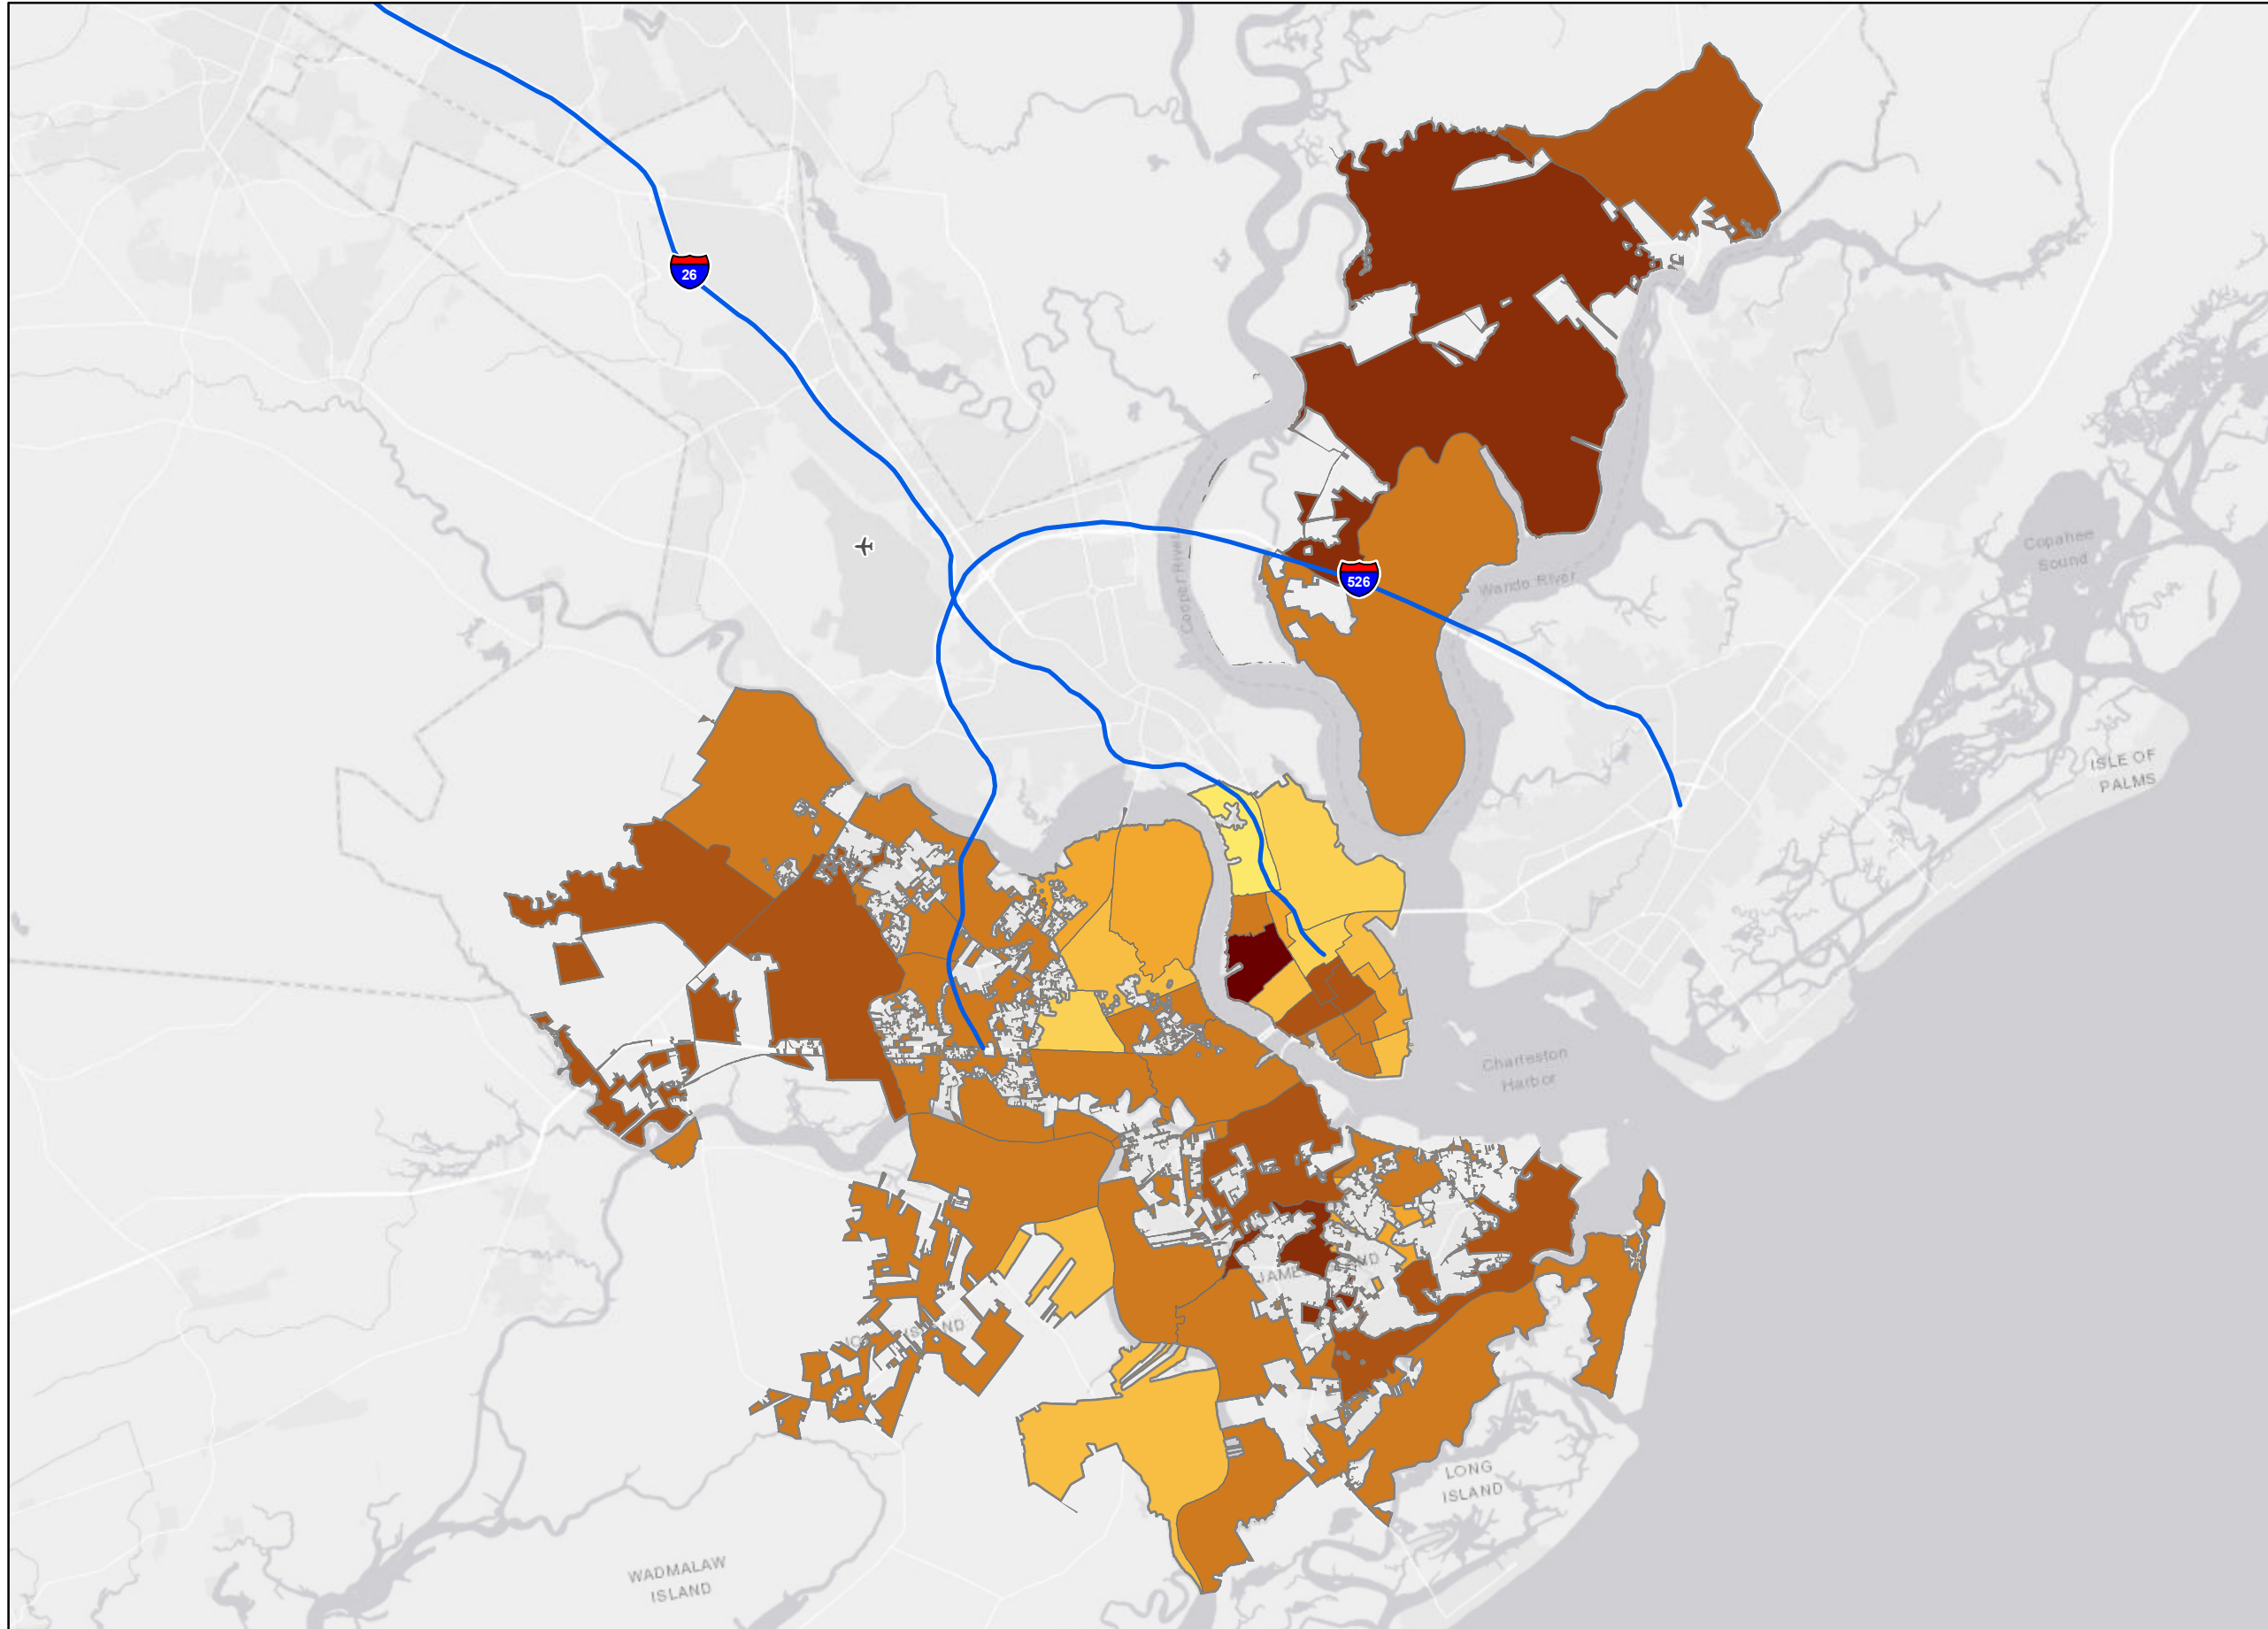 26
Copahee
Sound
526
Wando River
Cooper River
ISLE OF
PALMS
Charleston
Harbor
LONG
ISLAND
WADMALAW
ISLAND